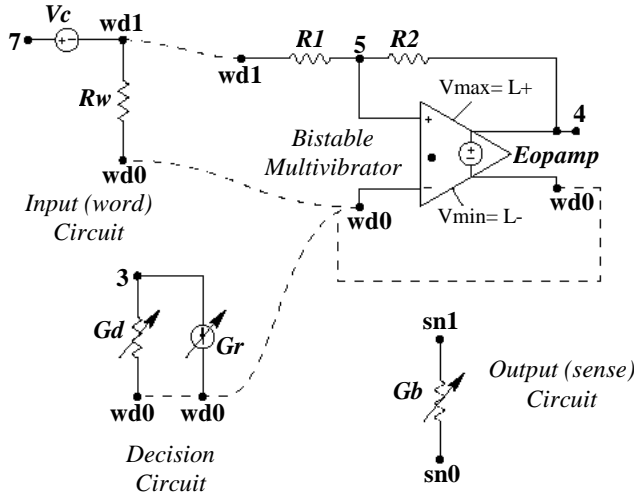 Vc
7
wd1
R1
5
R2
wd1
Rw
Vmax= L+
4
+
Bistable
Multivibrator
Eopamp
wd0
Input (word)
Circuit
wd0
−
Vmin= L-
wd0
3
Gd
Gr
sn1
Output (sense)
Circuit
Gb
wd0
wd0
sn0
Decision
Circuit